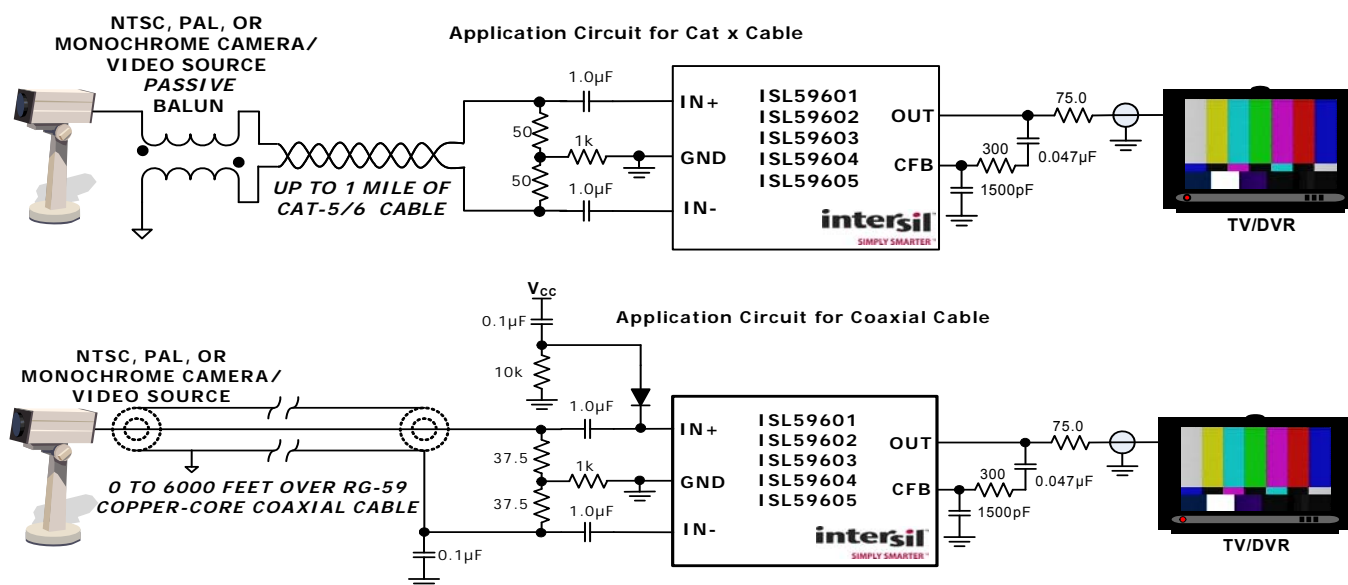 NTSC, PAL, OR
MONOCHROME CAMERA/
VIDEO SOURCE
PASSIVE
BALUN
UP TO 1 MILE OF
CAT-5/6 CABLE
Application Circuit for Cat x Cable
1.0µF
50
1k
50
1.0µF
IN+
GND
IN-
ISL59601
ISL59602
ISL59603
ISL59604
ISL59605
OUT
CFB
intersil™
SIMPLY SMARTER™
75.0
300
0.047µF
1500pF
TV/DVR
Application Circuit for Coaxial Cable
NTSC, PAL, OR
MONOCHROME CAMERA/
VIDEO SOURCE
0 TO 6000 FEET OVER RG-59
COPPER-CORE COAXIAL CABLE
VCC
0.1µF
10k
1.0µF
37.5
1k
37.5
1.0µF
0.1µF
IN+
GND
IN-
ISL59601
ISL59602
ISL59603
ISL59604
ISL59605
OUT
CFB
intersil™
SIMPLY SMARTER™
75.0
300
0.047µF
1500pF
TV/DVR